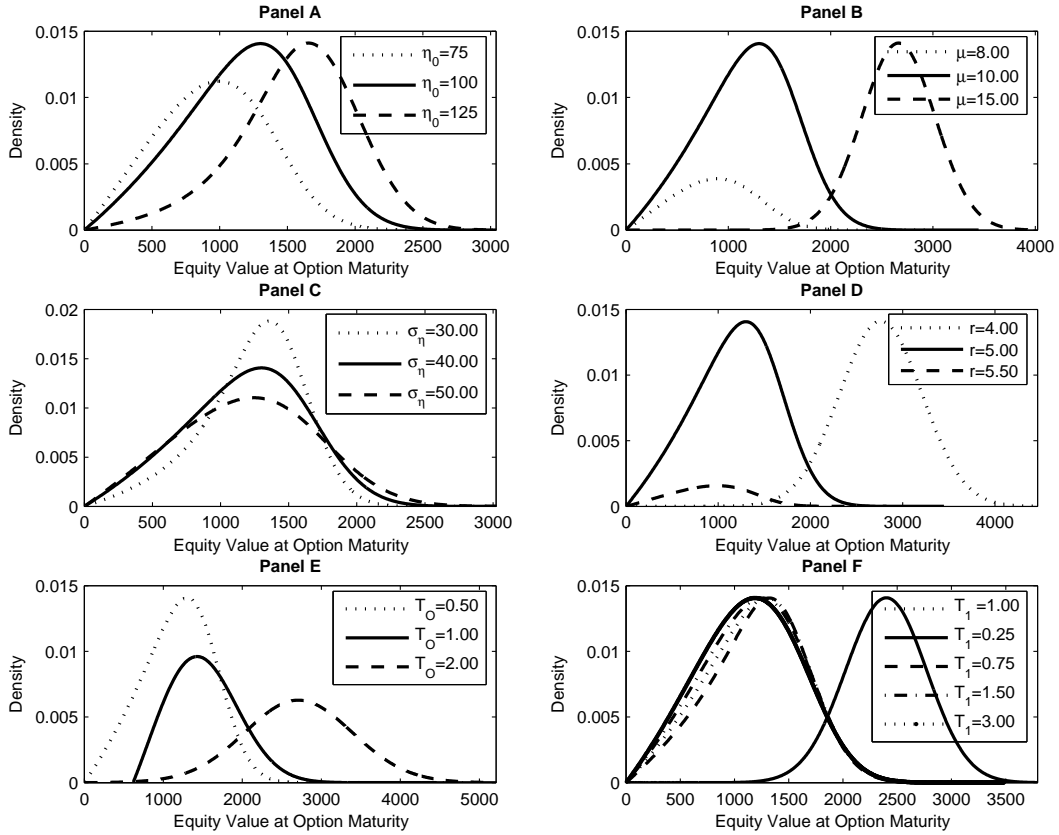 Panel A
0.015
0.01
0.005
0
Density
η0=75
η0=100
η0=125
0 500 1000 1500 2000 2500 3000
Equity Value at Option Maturity
Panel B
0.015
0.01
0.005
0
Density
μ=8.00
μ=10.00
μ=15.00
0 1000 2000 3000 4000
Equity Value at Option Maturity
Panel C
0.02
0.015
0.01
0.005
0
Density
ση=30.00
ση=40.00
ση=50.00
0 500 1000 1500 2000 2500 3000
Equity Value at Option Maturity
Panel D
0.015
0.01
0.005
0
Density
r=4.00
r=5.00
r=5.50
0 1000 2000 3000 4000
Equity Value at Option Maturity
Panel E
0.015
0.01
0.005
0
Density
TO=0.50
TO=1.00
TO=2.00
0 1000 2000 3000 4000 5000
Equity Value at Option Maturity
Panel F
0.015
0.01
0.005
0
Density
T1=1.00
T1=0.25
T1=0.75
T1=1.50
T1=3.00
0 500 1000 1500 2000 2500 3000 3500
Equity Value at Option Maturity